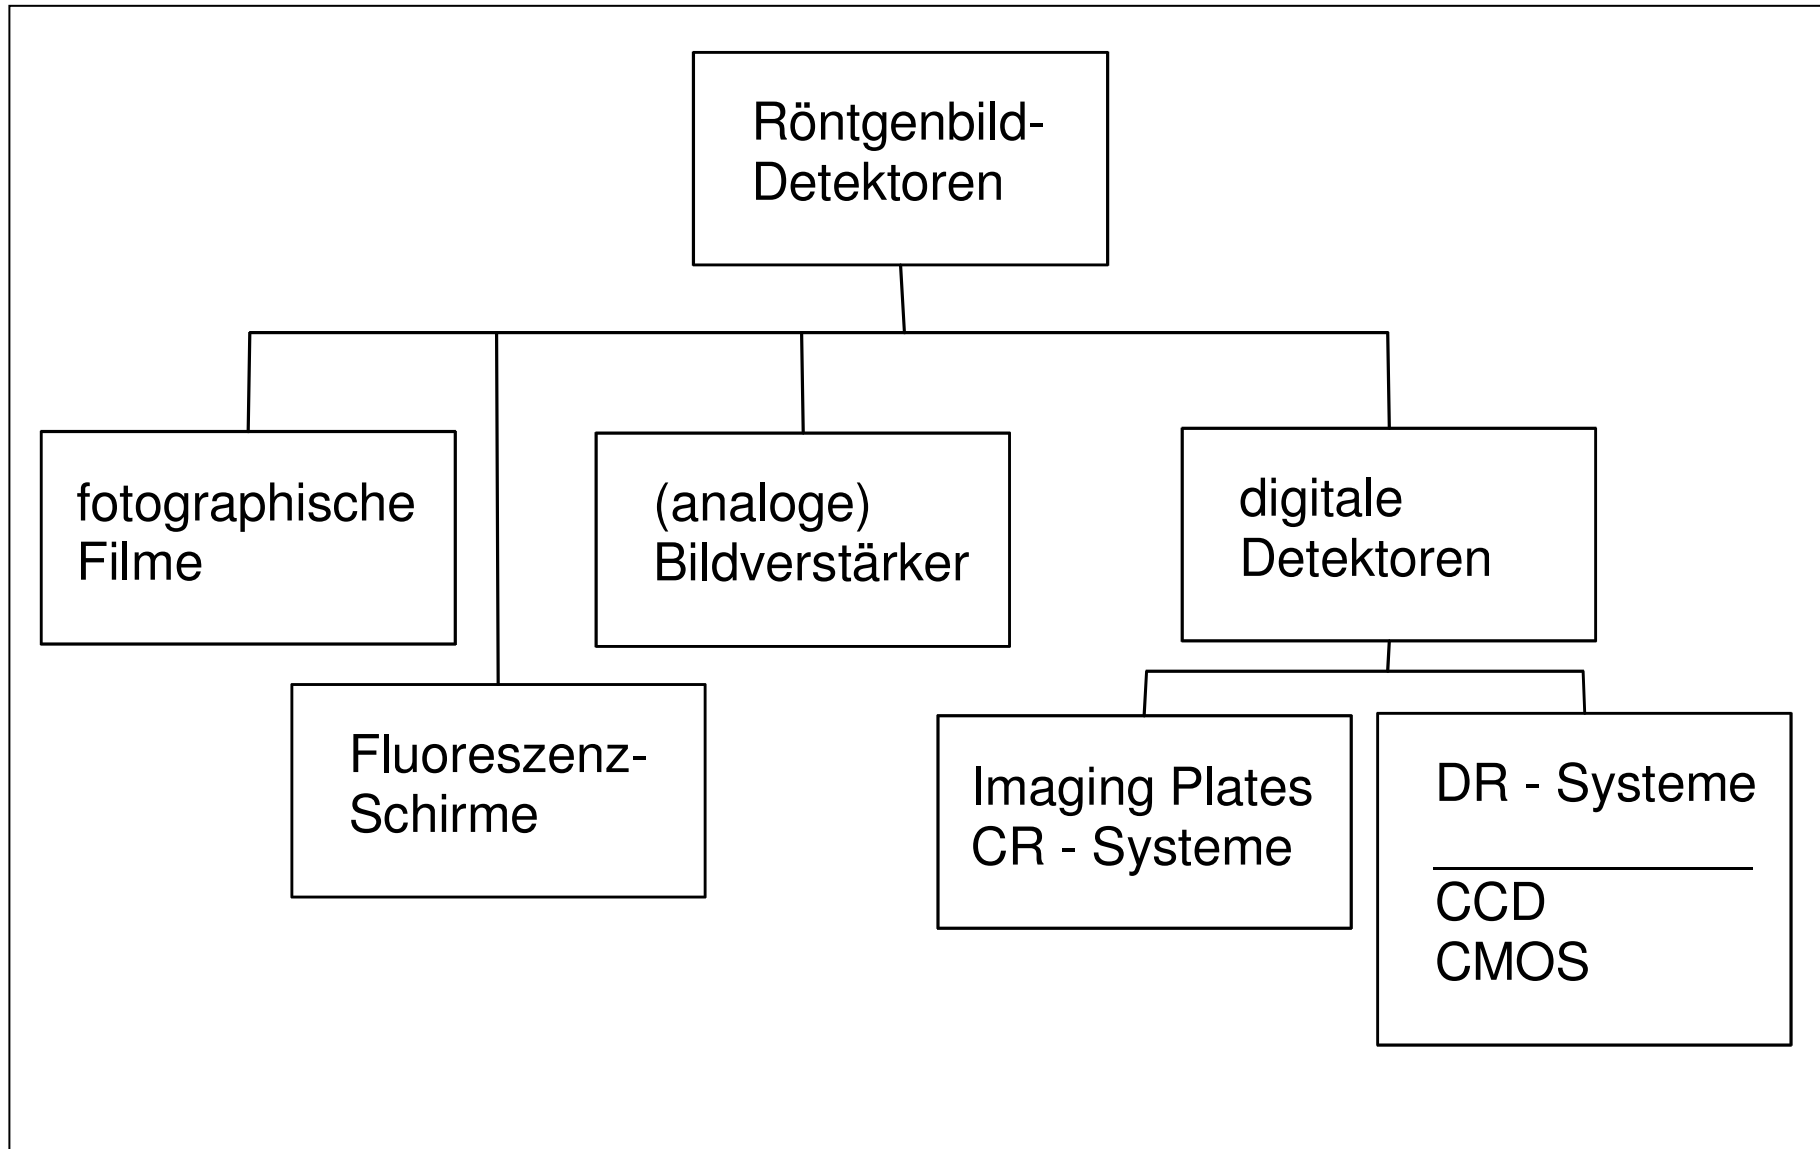 Röntgenbild-
Detektoren
fotographische
Filme
(analoge)
Bildverstärker
digitale
Detektoren
Fluoreszenz-
Schirme
Imaging Plates
CR - Systeme
DR - Systeme
CCD
CMOS